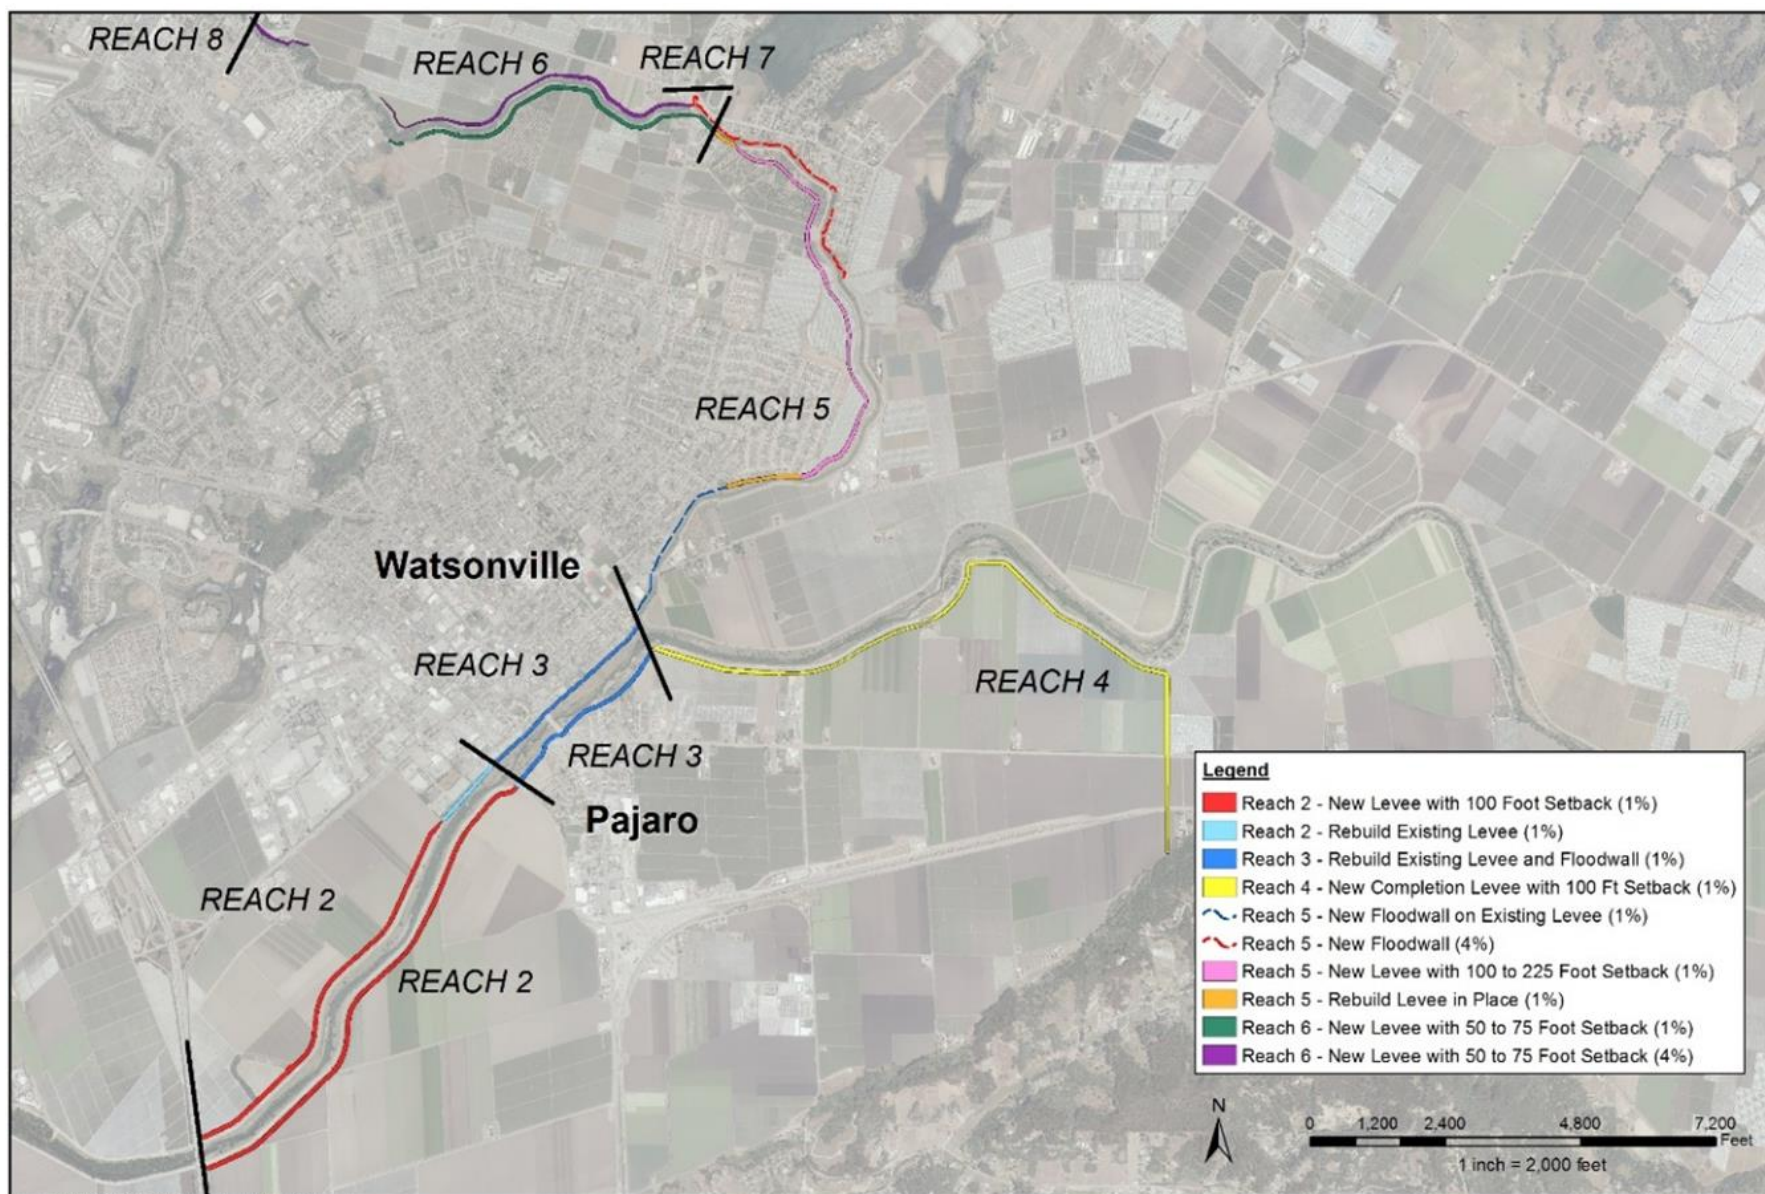 REACH 8
REACH 6
REACH 7
REACH 5
Watsonville
REACH 3
REACH 4
REACH 3
Pajaro
REACH 2
REACH 2
Legend
Reach 2 - New Levee with 100 Foot Setback (1%)
Reach 2 - Rebuild Existing Levee (1%)
Reach 3 - Rebuild Existing Levee and Floodwall (1%)
Reach 4 - New Completion Levee with 100 Ft Setback (1%)
Reach 5 - New Floodwall on Existing Levee (1%)
Reach 5 - New Floodwall (4%)
Reach 5 - New Levee with 100 to 225 Foot Setback (1%)
Reach 5 - Rebuild Levee in Place (1%)
Reach 6 - New Levee with 50 to 75 Foot Setback (1%)
Reach 6 - New Levee with 50 to 75 Foot Setback (4%)
N
0 1,200 2,400 4,800 7,200
Feet
1 inch = 2,000 feet